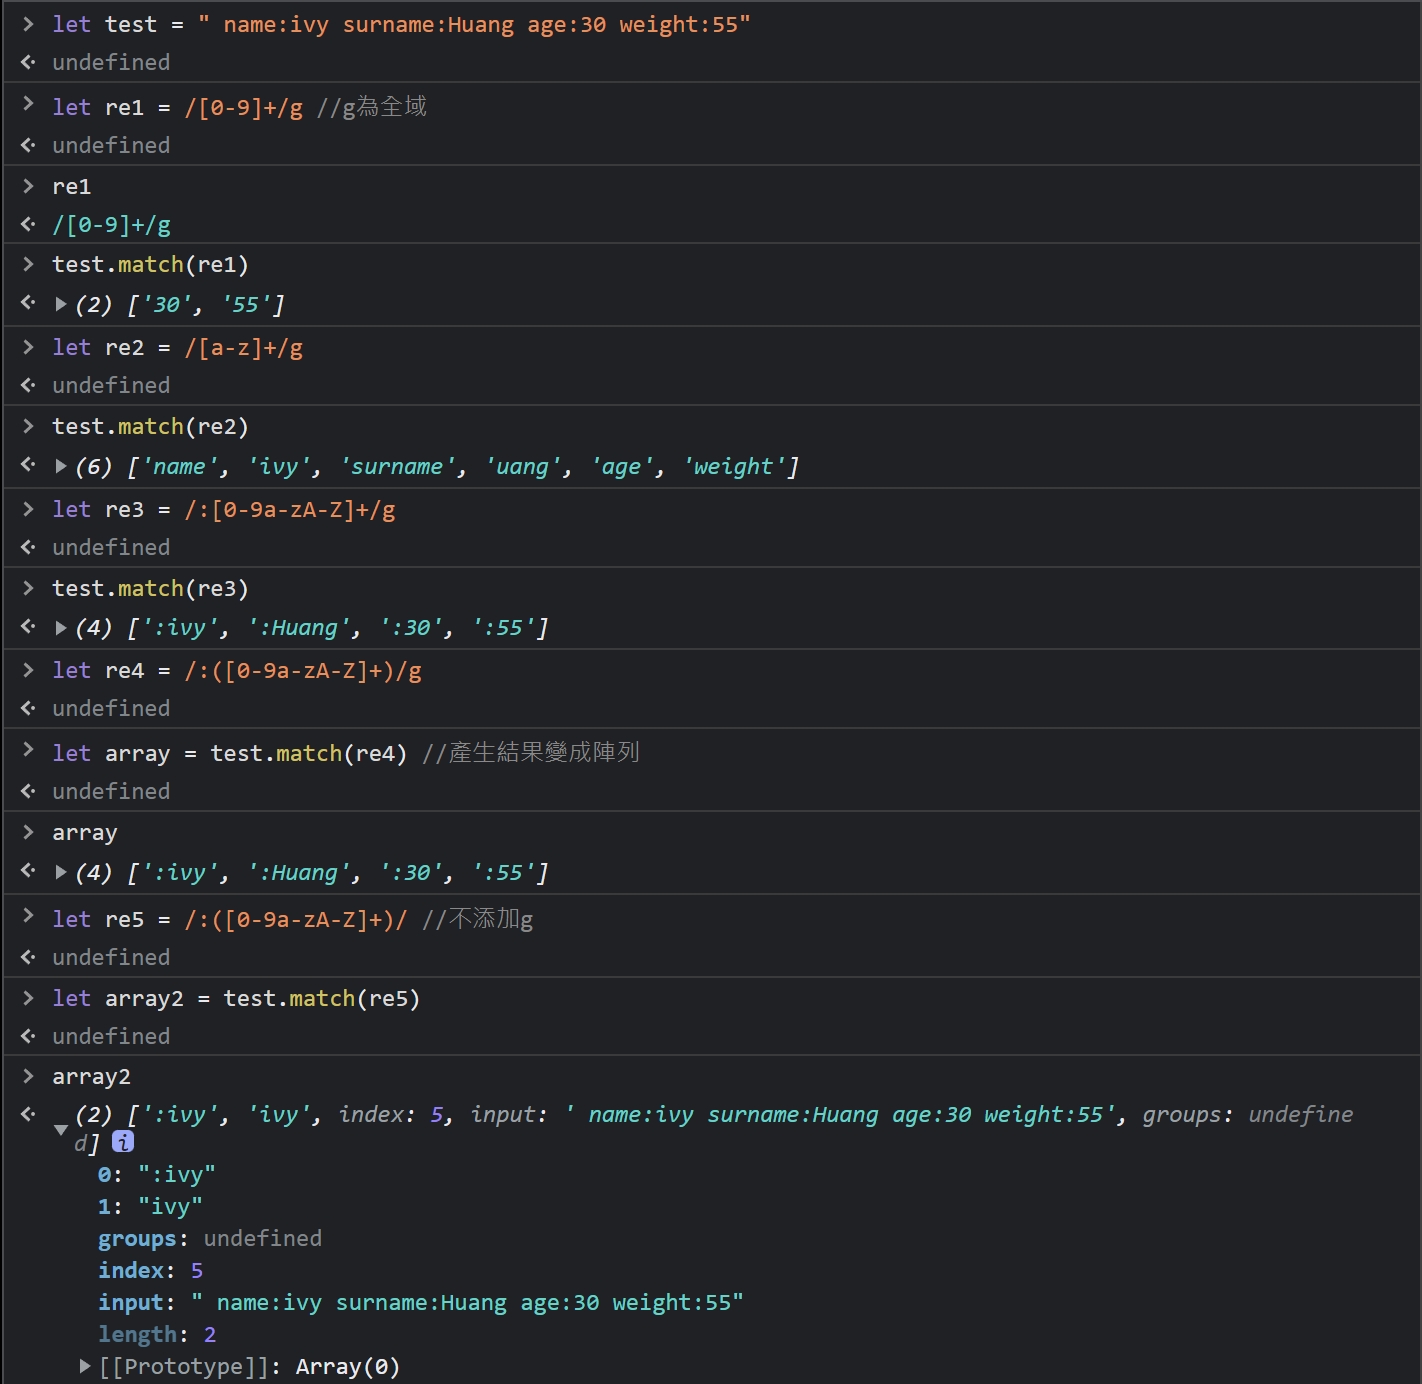 let test = " name:ivy surname:Huang age:30 weight:55"
undefined
let re1 = /[0-9]+/g //g為全域
undefined
re1
/[0-9]+/g
test.match(re1)
(2) ['30', '55']
let re2 = /[a-z]+/g
undefined
test.match(re2)
(6) ['name', 'ivy', 'surname', 'uang', 'age', 'weight']
let re3 = /:[0-9a-zA-Z]+/g
undefined
test.match(re3)
(4) [':ivy', ':Huang', ':30', ':55']
let re4 = /:([0-9a-zA-Z]+)/g
undefined
let array = test.match(re4) //產生結果變成陣列
undefined
array
(4) [':ivy', ':Huang', ':30', ':55']
let re5 = /:([0-9a-zA-Z]+)/ //不添加g
undefined
let array2 = test.match(re5)
undefined
array2
(2) [':ivy', 'ivy', index: 5, input: ' name:ivy surname:Huang age:30 weight:55', groups: undefine
d] i
0: ":ivy"
1: "ivy"
groups: undefined
index: 5
input: " name:ivy surname:Huang age:30 weight:55"
length: 2
[[Prototype]]: Array(0)